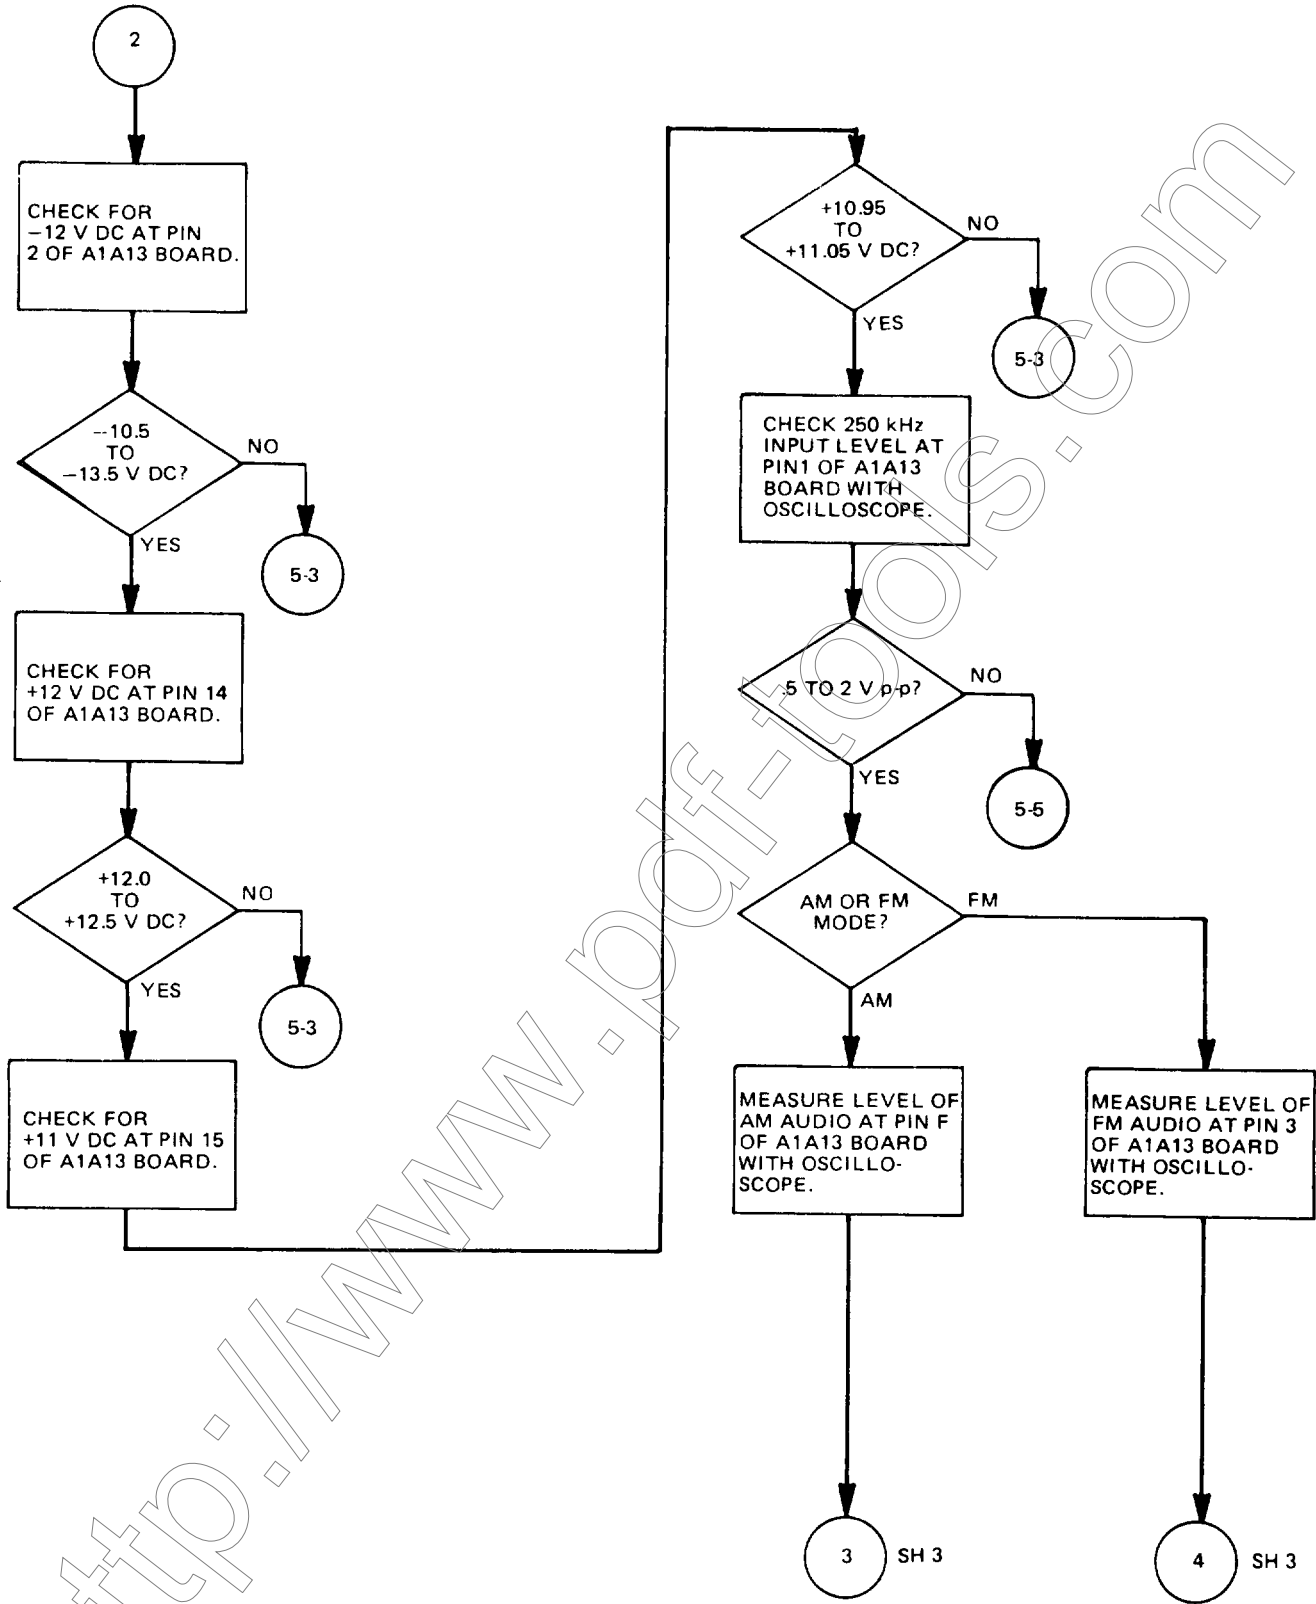 2
CHECK FOR
−12 V DC AT PIN
2 OF A1A13 BOARD.
−10.5
TO
−13.5 V DC?
NO
5-3
YES
CHECK FOR
+12 V DC AT PIN 14
OF A1A13 BOARD.
+12.0
TO
+12.5 V DC?
NO
5-3
YES
CHECK FOR
+11 V DC AT PIN 15
OF A1A13 BOARD.
+10.95
TO
+11.05 V DC?
NO
5-3
YES
CHECK 250 kHz
INPUT LEVEL AT
PIN1 OF A1A13
BOARD WITH
OSCILLOSCOPE.
.5 TO 2 V p-p?
NO
5-5
YES
AM OR FM
MODE?
FM
AM
MEASURE LEVEL OF
AM AUDIO AT PIN F
OF A1A13 BOARD
WITH OSCILLO-
SCOPE.
MEASURE LEVEL OF
FM AUDIO AT PIN 3
OF A1A13 BOARD
WITH OSCILLO-
SCOPE.
3
SH 3
4
SH 3
ttp://www.pdf-tools.com